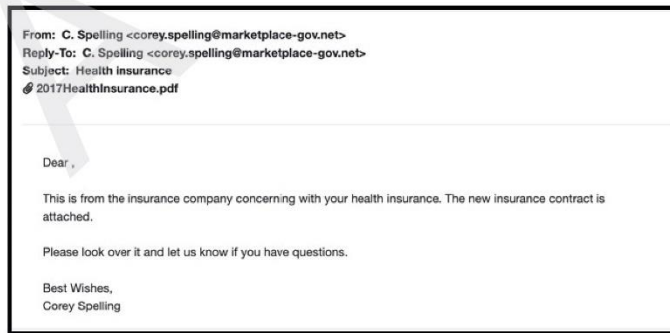 From: C. Spelling <corey.spelling@marketplace-gov.net>
Reply-To: C. Spelling <corey.spelling@marketplace-gov.net>
Subject: Health insurance
2017HealthInsurance.pdf
Dear ,
This is from the insurance company concerning with your health insurance. The new insurance contract is
attached.
Please look over it and let us know if you have questions.
Best Wishes,
Corey Spelling